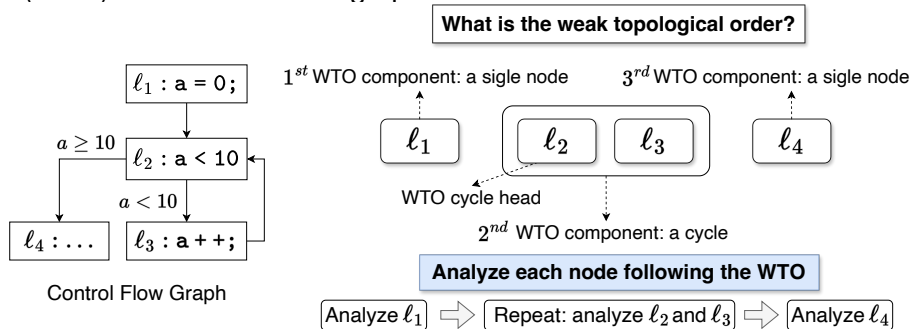 What is the weak topological order?
1st WTO component: a sigle node
3rd WTO component: a sigle node
ℓ1 : a = 0;
a ≥ 10
ℓ2 : a < 10
a < 10
ℓ4 : ...
ℓ3 : a + +;
Control Flow Graph
ℓ1
ℓ2
ℓ3
ℓ4
WTO cycle head
2nd WTO component: a cycle
Analyze each node following the WTO
Analyze ℓ1
Repeat: analyze ℓ2 and ℓ3
Analyze ℓ4